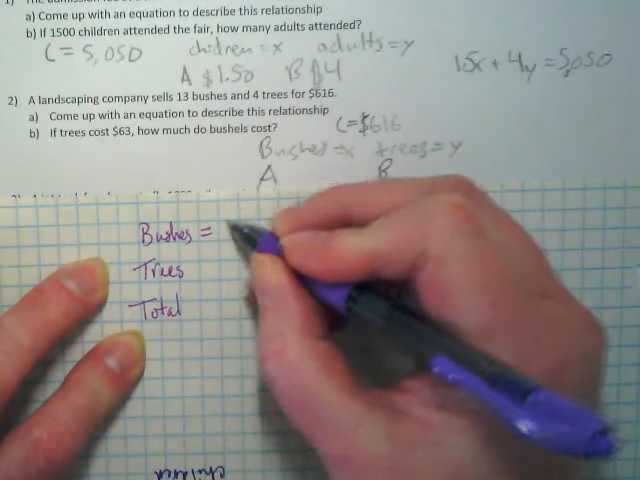 a) Come up with an equation to describe this relationship
b) If 1500 children attended the fair, how many adults attended?
C = 5,050 children = x adults = y
A $1.50 B $4 1.5x + 4y = 5,050
2) A landscaping company sells 13 bushes and 4 trees for $616.
a) Come up with an equation to describe this relationship
b) If trees cost $63, how much do bushels cost? C = $616
Bushes = x trees = y
A B
Bushes =
Trees
Total
children